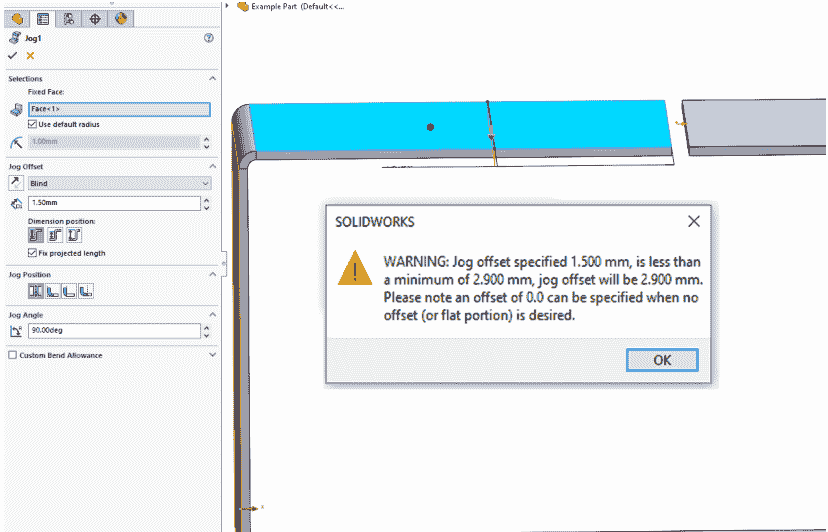 Example Part (Default<<...
Jog1
Selections
Fixed Face:
Face<1>
Use default radius
1.00mm
Jog Offset
Blind
1.50mm
Dimension position:
Fix projected length
Jog Position
Jog Angle
90.00deg
Custom Bend Allowance
SOLIDWORKS
WARNING: Jog offset specified 1.500 mm, is less than
a minimum of 2.900 mm, jog offset will be 2.900 mm.
Please note an offset of 0.0 can be specified when no
offset (or flat portion) is desired.
OK